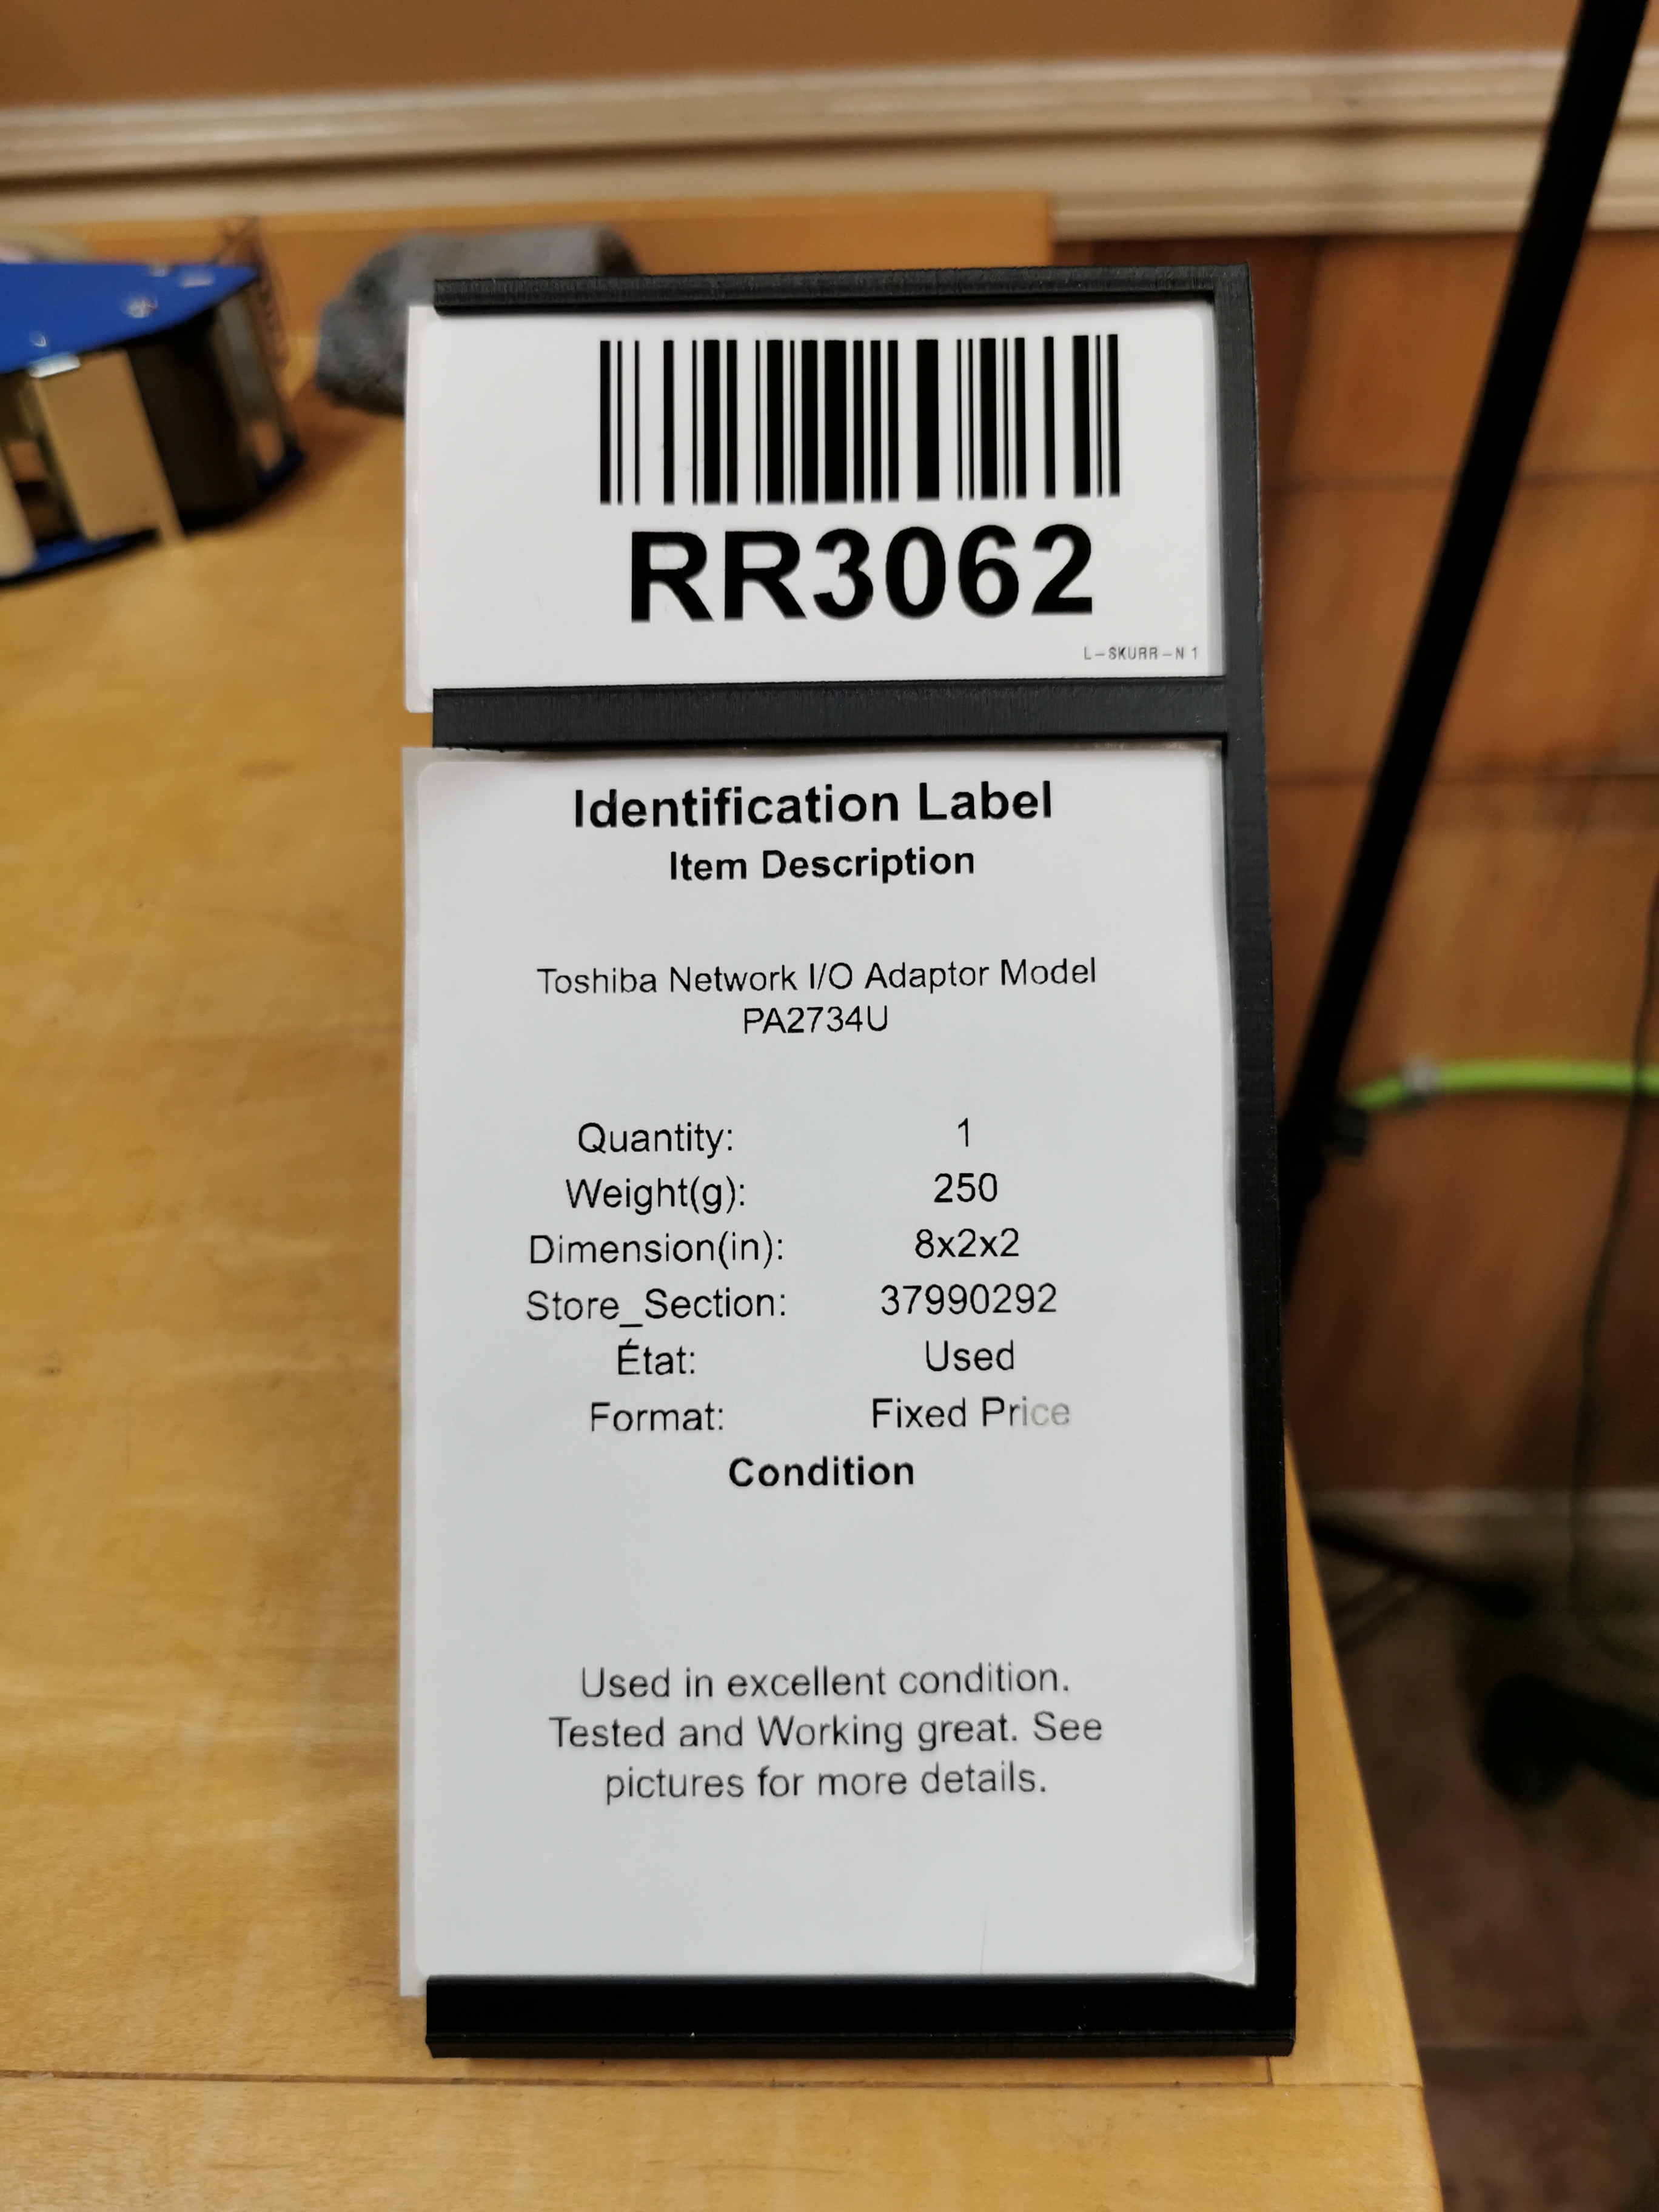 RR3062
L-SKURR-N 1
Identification Label
Item Description
Toshiba Network I/O Adaptor Model
PA2734U
Quantity: 1
Weight(g): 250
Dimension(in): 8x2x2
Store_Section: 37990292
État: Used
Format: Fixed Price
Condition
Used in excellent condition.
Tested and Working great. See
pictures for more details.